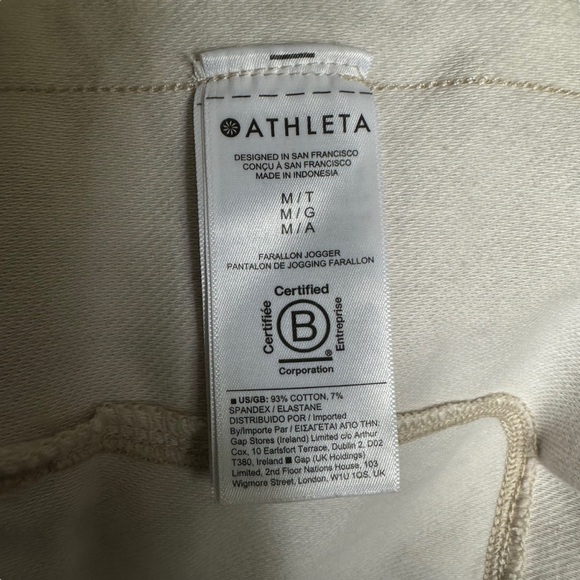 ATHLETA
DESIGNED IN SAN FRANCISCO
CONÇU À SAN FRANCISCO
MADE IN INDONESIA
M / T
M / G
M / A
FARALLON JOGGER
PANTALON DE JOGGING FARALLON
Certified
Certifiée
B
Entreprise
Corporation
■ US/GB: 93% COTTON, 7%
SPANDEX / ELASTANE
DISTRIBUIDO POR / Imported
By/Importe Par / ΕΙΣΑΓΕΤΑΙ ΑΠΟ ΤΗΝ:
Gap Stores (Ireland) Limited c/o Arthur
Cox, 10 Earlsfort Terrace, Dublin 2, D02
T380, Ireland ■ Gap (UK Holdings)
Limited, 2nd Floor Nations House, 103
Wigmore Street, London, W1U 1QS, UK